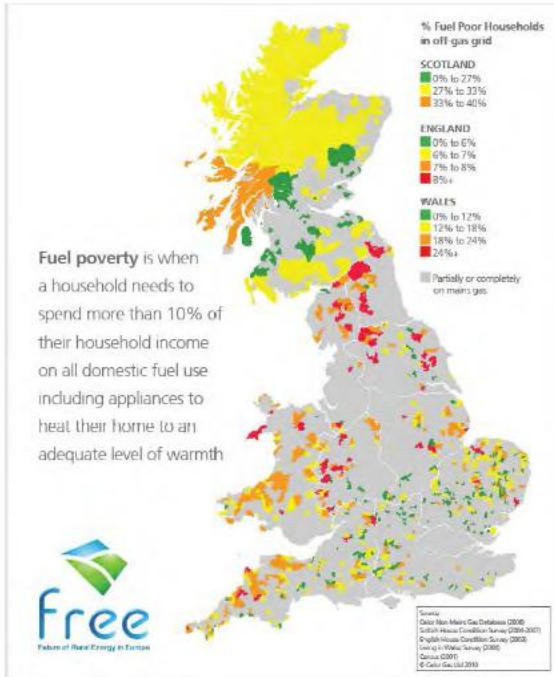 % Fuel Poor Households
in off-gas grid
SCOTLAND
0% to 27%
27% to 33%
33% to 40%
ENGLAND
0% to 6%
6% to 7%
7% to 8%
8%+
WALES
0% to 12%
12% to 18%
18% to 24%
24%+
Partially or completely
on mains gas
Fuel poverty is when
a household needs to
spend more than 10% of
their household income
on all domestic fuel use
including appliances to
heat their home to an
adequate level of warmth
free
Future of Rural Energy in Europe
Source:
Calor Non Mains Gas Database (2008)
Scottish House Condition Survey (2004-2007)
English House Condition Survey (2003)
Living in Wales Survey (2004)
Census (2001)
© Calor Gas Ltd 2010